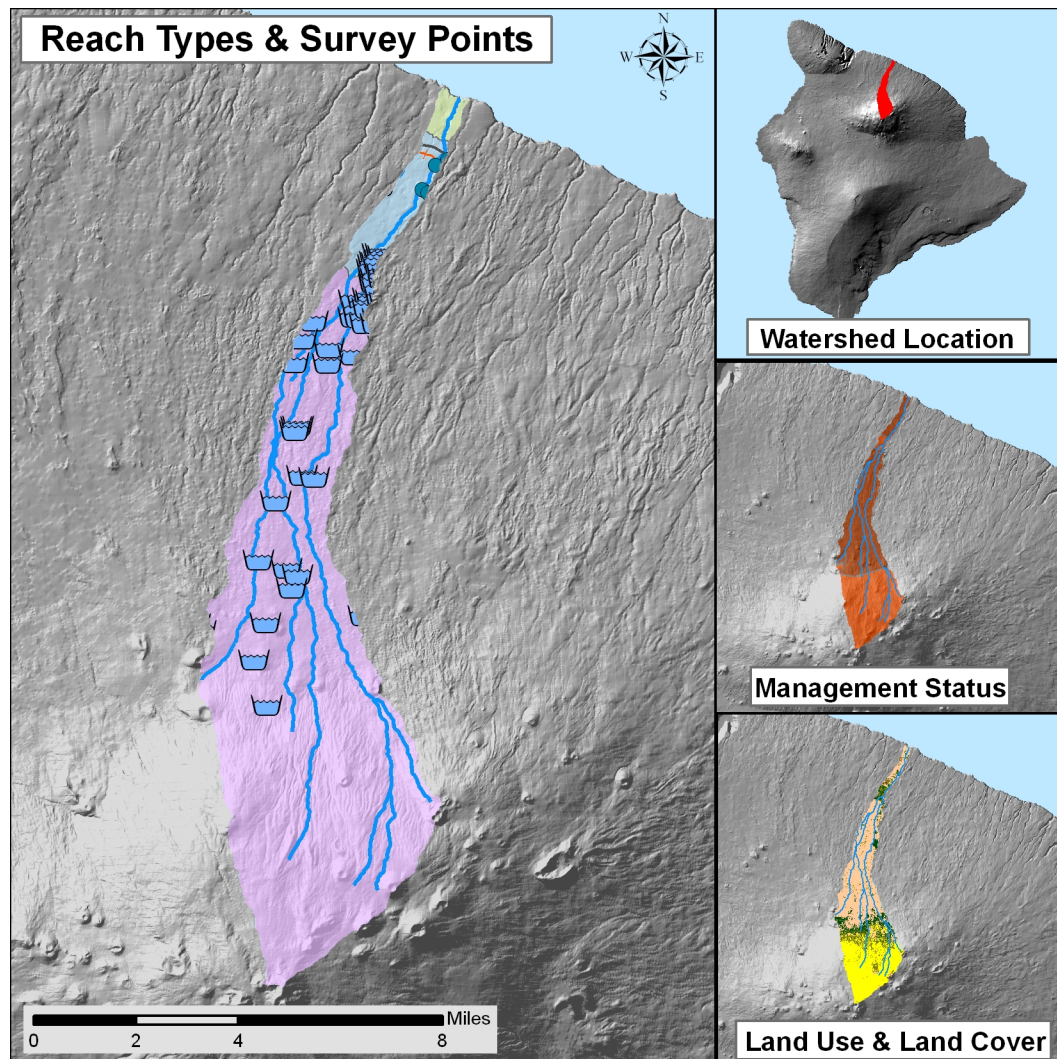 Reach Types & Survey Points
N
W E
S
Watershed Location
Management Status
Land Use & Land Cover
Miles
0 2 4 8